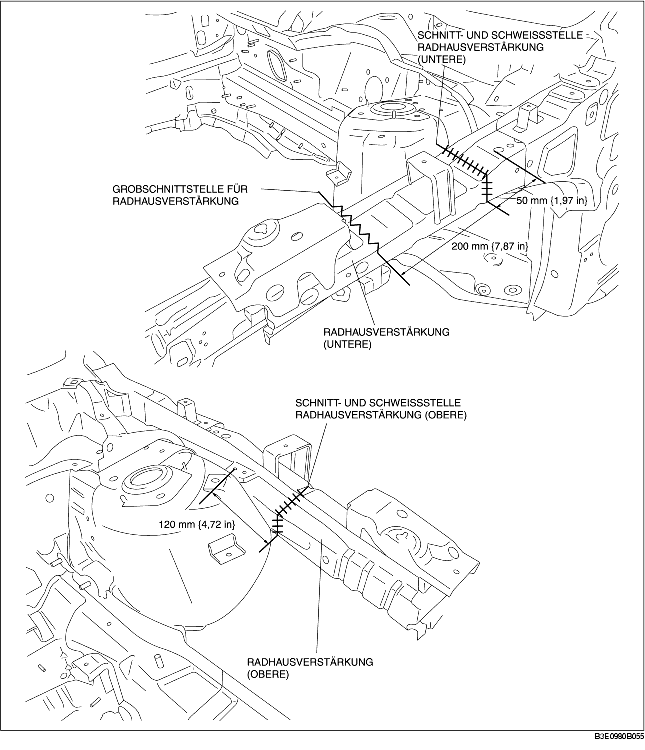 SCHNITT- UND SCHWEISSSTELLE
RADHAUSVERSTÄRKUNG
(UNTERE)
GROBSCHNITTSTELLE FÜR
RADHAUSVERSTÄRKUNG
50 mm {1,97 in}
200 mm {7,87 in}
RADHAUSVERSTÄRKUNG
(UNTERE)
SCHNITT- UND SCHWEISSSTELLE
RADHAUSVERSTÄRKUNG (OBERE)
120 mm {4,72 in}
RADHAUSVERSTÄRKUNG
(OBERE)
B3E0980B055